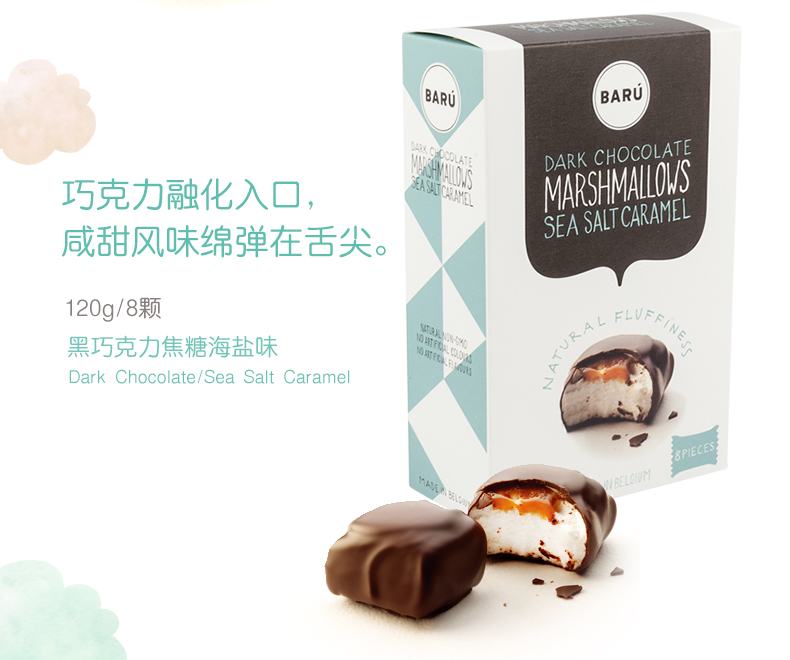 巧克力融化入口，
咸甜风味绵弹在舌尖。
120g/8颗
黑巧克力焦糖海盐味
Dark Chocolate/Sea Salt Caramel
BARÚ
DARK CHOCOLATE
MARSHMALLOWS
SEA SALT CARAMEL
NATURAL NON-GMO
NO ARTIFICIAL COLOURS
NO ARTIFICIAL FLAVOURS
MADE IN BELGIUM
BARÚ
DARK CHOCOLATE
MARSHMALLOWS
SEA SALT CARAMEL
NATURAL FLUFFINESS
8 PIECES
IN BELGIUM